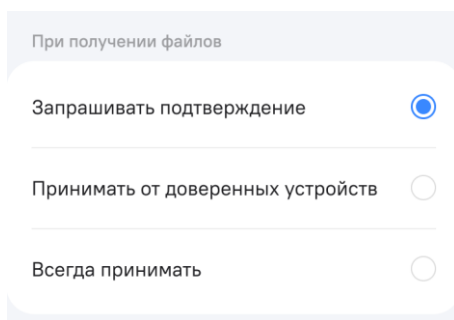 При получении файлов
Запрашивать подтверждение
Принимать от доверенных устройств
Всегда принимать